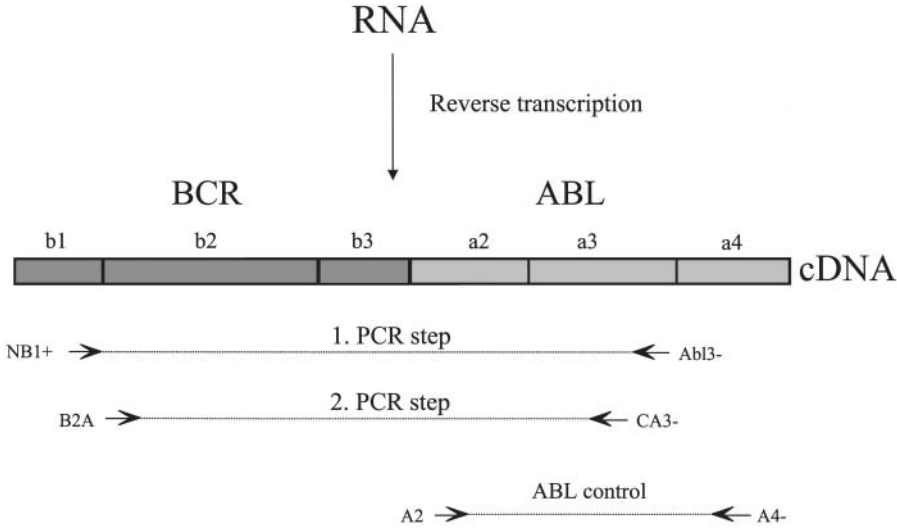 RNA
Reverse transcription
BCR ABL
b1 b2 b3 a2 a3 a4
cDNA
1. PCR step
NB1+ Abl3-
2. PCR step
B2A CA3-
ABL control
A2 A4-